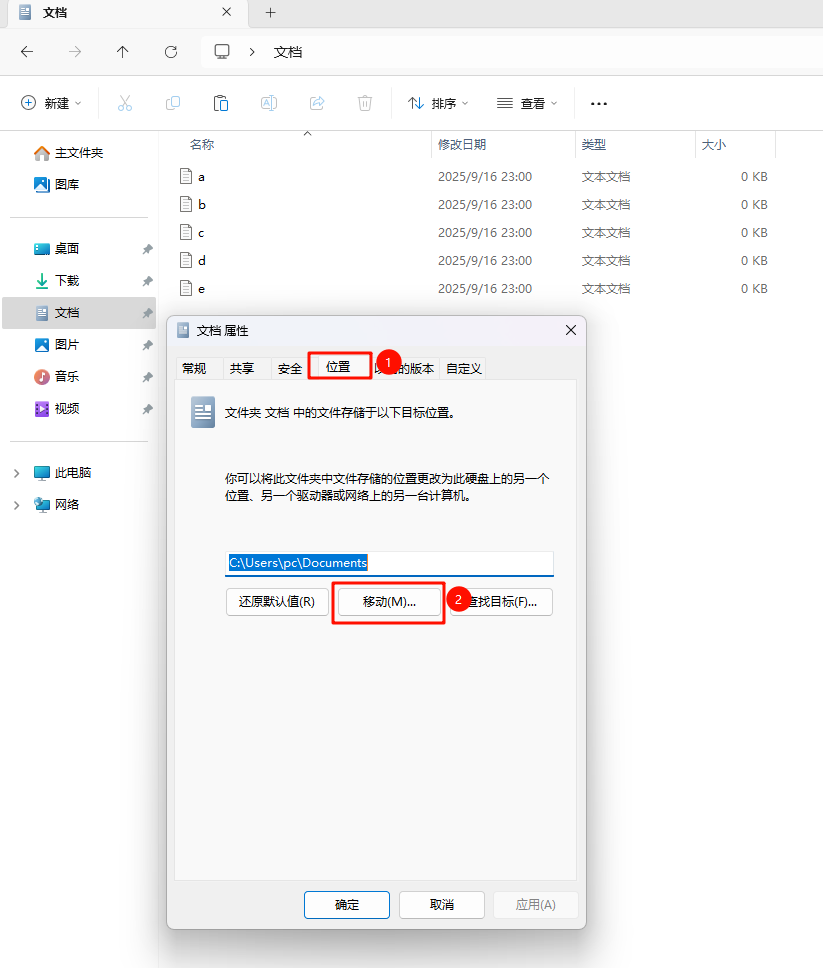 文档
文档
新建
排序
查看
主文件夹
图库
桌面
下载
文档
图片
音乐
视频
此电脑
网络
名称 修改日期 类型 大小
a 2025/9/16 23:00 文本文档 0 KB
b 2025/9/16 23:00 文本文档 0 KB
c 2025/9/16 23:00 文本文档 0 KB
d 2025/9/16 23:00 文本文档 0 KB
e 2025/9/16 23:00 文本文档 0 KB
文档 属性
常规 共享 安全 位置 1 的版本 自定义
文件夹 文档 中的文件存储于以下目标位置。
你可以将此文件夹中文件存储的位置更改为此硬盘上的另一个
位置、另一个驱动器或网络上的另一台计算机。
C:\Users\pc\Documents
还原默认值(R) 移动(M)... 2 查找目标(F)...
确定 取消 应用(A)